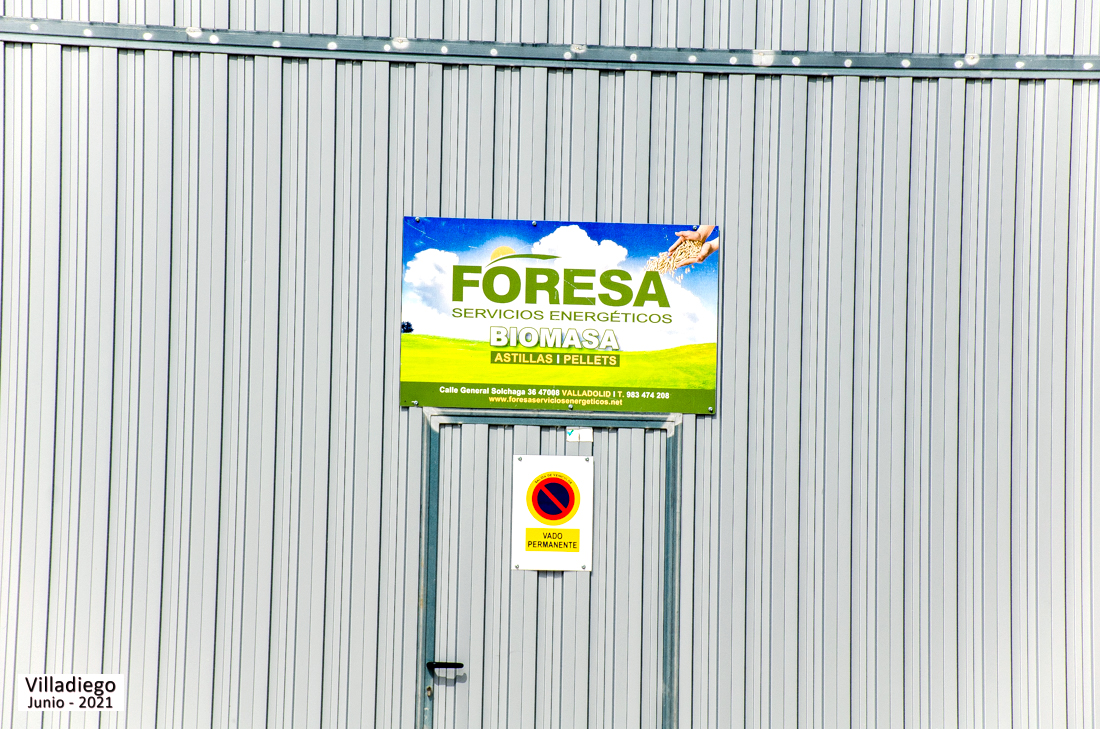 FORESA
SERVICIOS ENERGÉTICOS
BIOMASA
ASTILLAS I PELLETS
Calle General Solchaga 36 47008 VALLADOLID I T. 983 474 208
www.foresaserviciosenergeticos.net
VADO
PERMANENTE
Villadiego
Junio - 2021